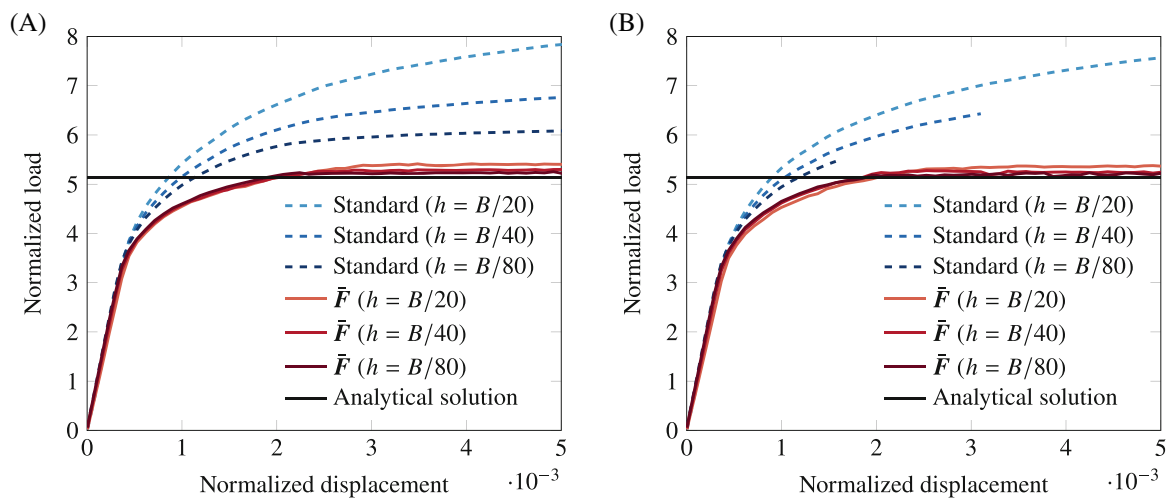 (A)
8
7
6
5
4
3
2
1
0
Normalized load
0 1 2 3 4 5
·10⁻³
Normalized displacement
Standard (h = B/20)
Standard (h = B/40)
Standard (h = B/80)
F̄ (h = B/20)
F̄ (h = B/40)
F̄ (h = B/80)
Analytical solution
(B)
8
7
6
5
4
3
2
1
0
Normalized load
0 1 2 3 4 5
·10⁻³
Normalized displacement
Standard (h = B/20)
Standard (h = B/40)
Standard (h = B/80)
F̄ (h = B/20)
F̄ (h = B/40)
F̄ (h = B/80)
Analytical solution